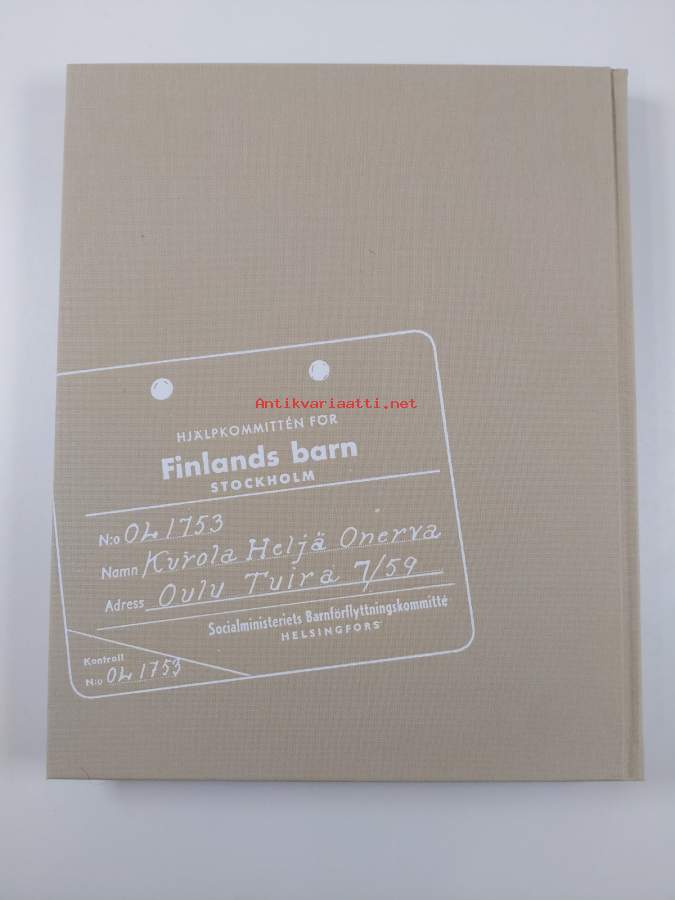 Antikvariaatti.net
HJÄLPKOMMITTÉN FÖR
Finlands barn
STOCKHOLM
N:o OL 1753
Namn Kurola Heljä Onerva
Adress Oulu Tuira 7/59
Socialministeriets Barnförflyttningskommitté
HELSINGFORS
Kontroll
N:o OL 1753